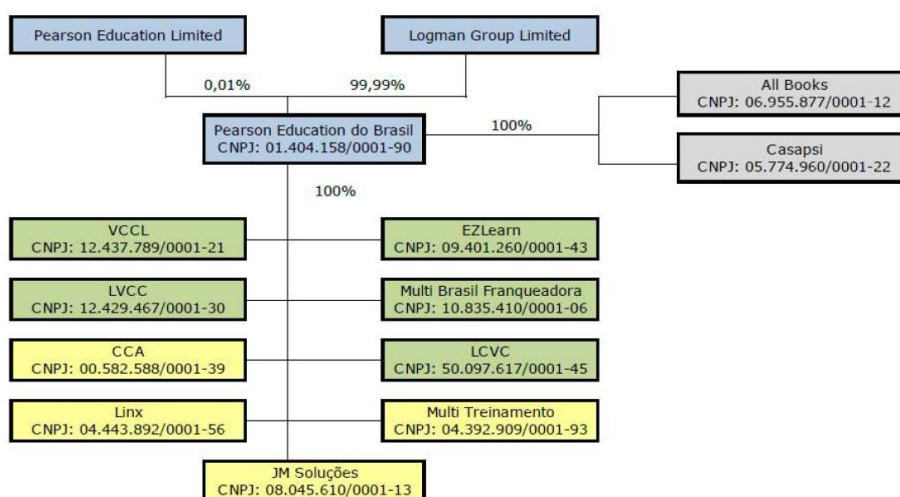 Pearson Education Limited
Logman Group Limited
0,01%
99,99%
All Books
CNPJ: 06.955.877/0001-12
Pearson Education do Brasil
CNPJ: 01.404.158/0001-90
100%
Casapsi
CNPJ: 05.774.960/0001-22
100%
VCCL
CNPJ: 12.437.789/0001-21
EZLearn
CNPJ: 09.401.260/0001-43
LVCC
CNPJ: 12.429.467/0001-30
Multi Brasil Franqueadora
CNPJ: 10.835.410/0001-06
CCA
CNPJ: 00.582.588/0001-39
LCVC
CNPJ: 50.097.617/0001-45
Linx
CNPJ: 04.443.892/0001-56
Multi Treinamento
CNPJ: 04.392.909/0001-93
JM Soluções
CNPJ: 08.045.610/0001-13